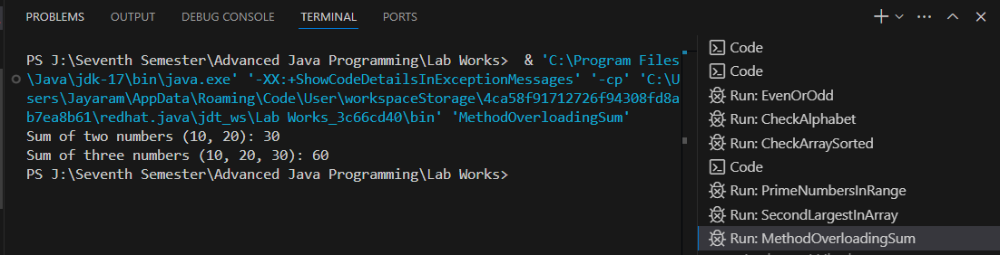 PROBLEMS OUTPUT DEBUG CONSOLE TERMINAL PORTS
PS J:\Seventh Semester\Advanced Java Programming\Lab Works>  & 'C:\Program Files
\Java\jdk-17\bin\java.exe' '-XX:+ShowCodeDetailsInExceptionMessages' '-cp' 'C:\U
sers\Jayaram\AppData\Roaming\Code\User\workspaceStorage\4ca58f91712726f94308fd8a
b7ea8b61\redhat.java\jdt_ws\Lab Works_3c66cd40\bin' 'MethodOverloadingSum'
Sum of two numbers (10, 20): 30
Sum of three numbers (10, 20, 30): 60
PS J:\Seventh Semester\Advanced Java Programming\Lab Works>
Code
Code
Run: EvenOrOdd
Run: CheckAlphabet
Run: CheckArraySorted
Code
Run: PrimeNumbersInRange
Run: SecondLargestInArray
Run: MethodOverloadingSum